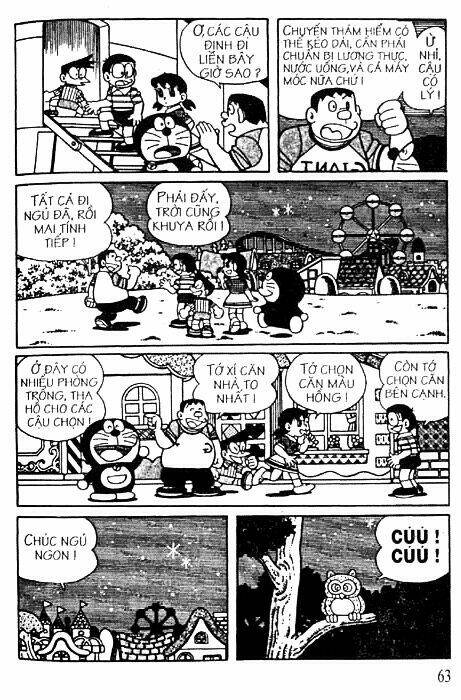 Ơ, CÁC CẬU
ĐỊNH ĐI
LIỀN BÂY
GIỜ SAO ?
CHUYẾN THÁM HIỂM CÓ
THỂ KÉO DÀI, CẦN PHẢI
CHUẨN BỊ LƯƠNG THỰC,
NƯỚC UỐNG, VÀ CẢ MÁY
MÓC NỮA CHỨ !
Ừ
NHỈ,
CẬU
CÓ
LÝ !
GIANT
TẤT CẢ ĐI
NGỦ ĐÃ, RỒI
MAI TÍNH
TIẾP !
PHẢI ĐẤY,
TRỜI CŨNG
KHUYA RỒI !
Ở ĐÂY CÓ
NHIỀU PHÒNG
TRỐNG, THA
HỒ CHO CÁC
CẬU CHỌN !
TỚ XÍ CĂN
NHÀ TO
NHẤT !
TỚ CHỌN
CĂN MÀU
HỒNG !
CÒN TỚ
CHỌN CĂN
BÊN CẠNH.
CHÚC NGỦ
NGON !
CÚÚ !
CÚÚ !
63